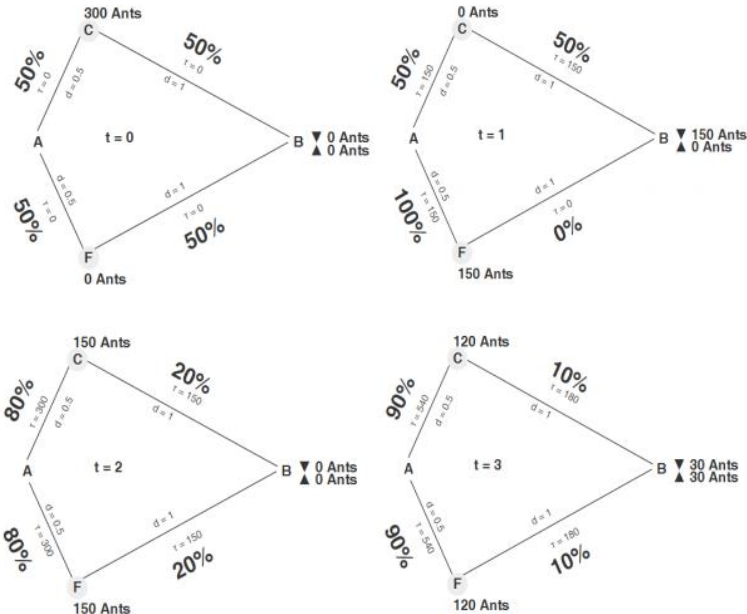 300 Ants
C
50%
τ = 0
d = 0.5
50%
τ = 0
d = 1
A
t = 0
B
▼ 0 Ants
▲ 0 Ants
d = 0.5
τ = 0
50%
d = 1
τ = 0
50%
F
0 Ants
0 Ants
C
50%
τ = 150
d = 0.5
50%
τ = 150
d = 1
A
t = 1
B
▼ 150 Ants
▲ 0 Ants
d = 0.5
τ = 150
100%
d = 1
τ = 0
0%
F
150 Ants
150 Ants
C
80%
τ = 300
d = 0.5
20%
τ = 150
d = 1
A
t = 2
B
▼ 0 Ants
▲ 0 Ants
d = 0.5
τ = 300
80%
d = 1
τ = 150
20%
F
150 Ants
120 Ants
C
90%
τ = 540
d = 0.5
10%
τ = 180
d = 1
A
t = 3
B
▼ 30 Ants
▲ 30 Ants
d = 0.5
τ = 540
90%
d = 1
τ = 180
10%
F
120 Ants